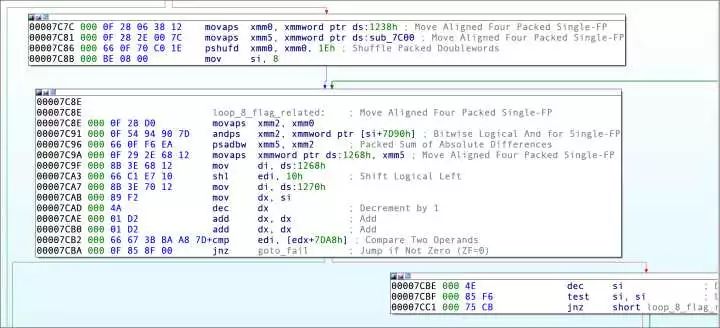 00007C7C 000 0F 28 06 38 12 movaps xmm0, xmmword ptr ds:1238h ; Move Aligned Four Packed Single-FP
00007C81 000 0F 28 2E 00 7C movaps xmm5, xmmword ptr ds:sub_7C00 ; Move Aligned Four Packed Single-FP
00007C86 000 66 0F 70 C0 1E pshufd xmm0, xmm0, 1Eh ; Shuffle Packed Doublewords
00007C8B 000 BE 08 00 mov si, 8
00007C8E
00007C8E loop_8_flag_related: ; Move Aligned Four Packed Single-FP
00007C8E 000 0F 28 D0 movaps xmm2, xmm0
00007C91 000 0F 54 94 90 7D andps xmm2, xmmword ptr [si+7D90h] ; Bitwise Logical And for Single-FP
00007C96 000 66 0F F6 EA psadbw xmm5, xmm2 ; Packed Sum of Absolute Differences
00007C9A 000 0F 29 2E 68 12 movaps xmmword ptr ds:1268h, xmm5 ; Move Aligned Four Packed Single-FP
00007C9F 000 8B 3E 68 12 mov di, ds:1268h
00007CA3 000 66 C1 E7 10 shl edi, 10h ; Shift Logical Left
00007CA7 000 8B 3E 70 12 mov di, ds:1270h
00007CAB 000 89 F2 mov dx, si
00007CAD 000 4A dec dx ; Decrement by 1
00007CAE 000 01 D2 add dx, dx ; Add
00007CB0 000 01 D2 add dx, dx ; Add
00007CB2 000 66 67 3B BA A8 7D+cmp edi, [edx+7DA8h] ; Compare Two Operands
00007CBA 000 0F 85 8F 00 jnz goto_fail ; Jump if Not Zero (ZF=0)
00007CBE 000 4E dec si ;
00007CBF 000 85 F6 test si, si ;
00007CC1 000 75 CB jnz short loop_8_flag_